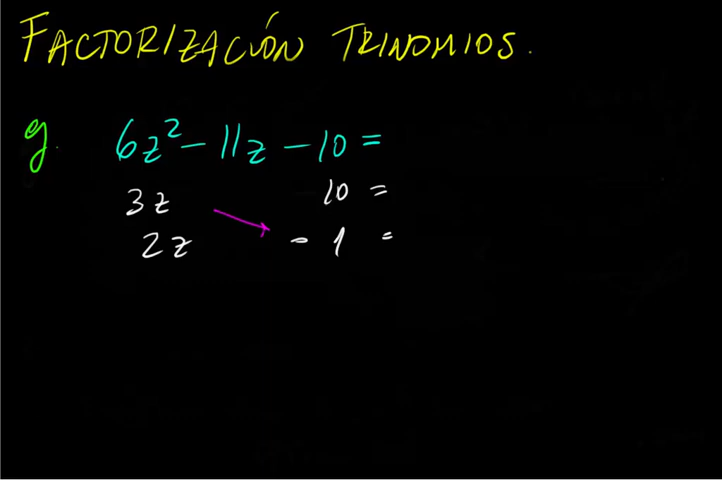 FACTORIZACIÓN TRINOMIOS.
g. 6z² - 11z - 10 =
3z 10 =
2z - 1 =